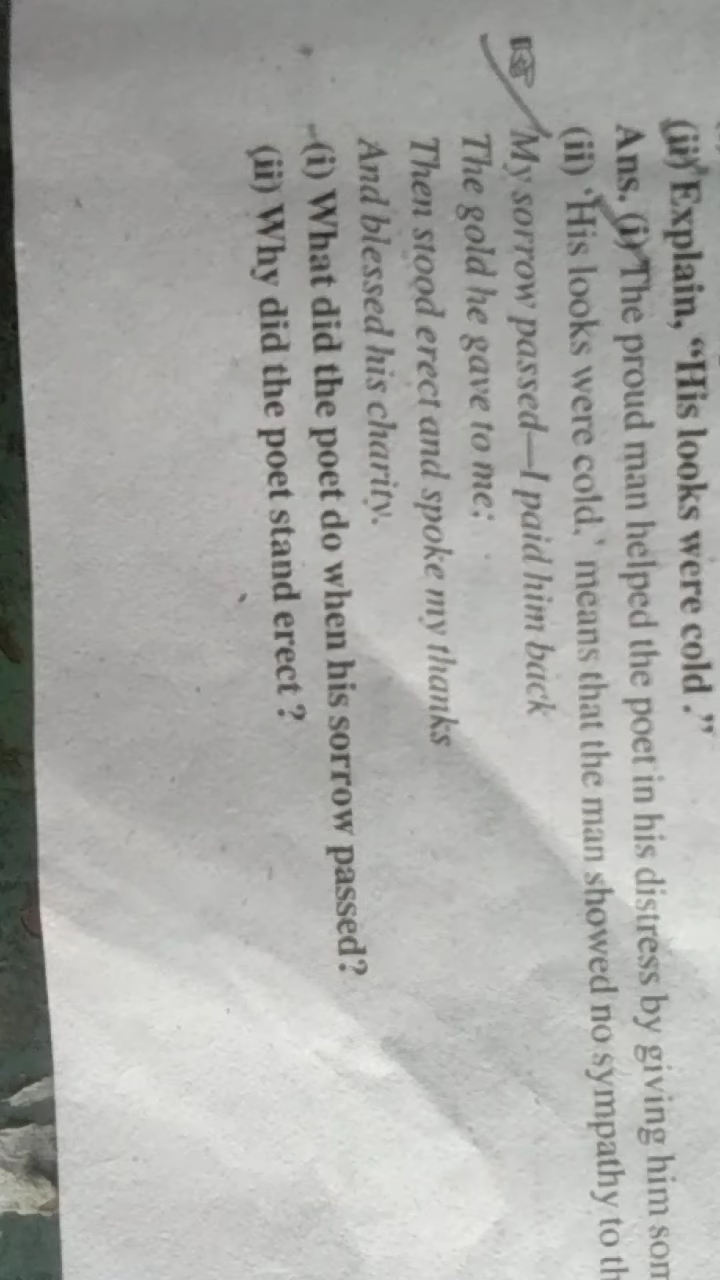 (ii) Explain, “His looks were cold .”
Ans. (i) The proud man helped the poet in his distress by giving him
(ii) ‘His looks were cold,’ means that the man showed no sympathy to
My sorrow passed—I paid him back
The gold he gave to me;
Then stood erect and spoke my thanks
And blessed his charity.
(i) What did the poet do when his sorrow passed?
(ii) Why did the poet stand erect ?